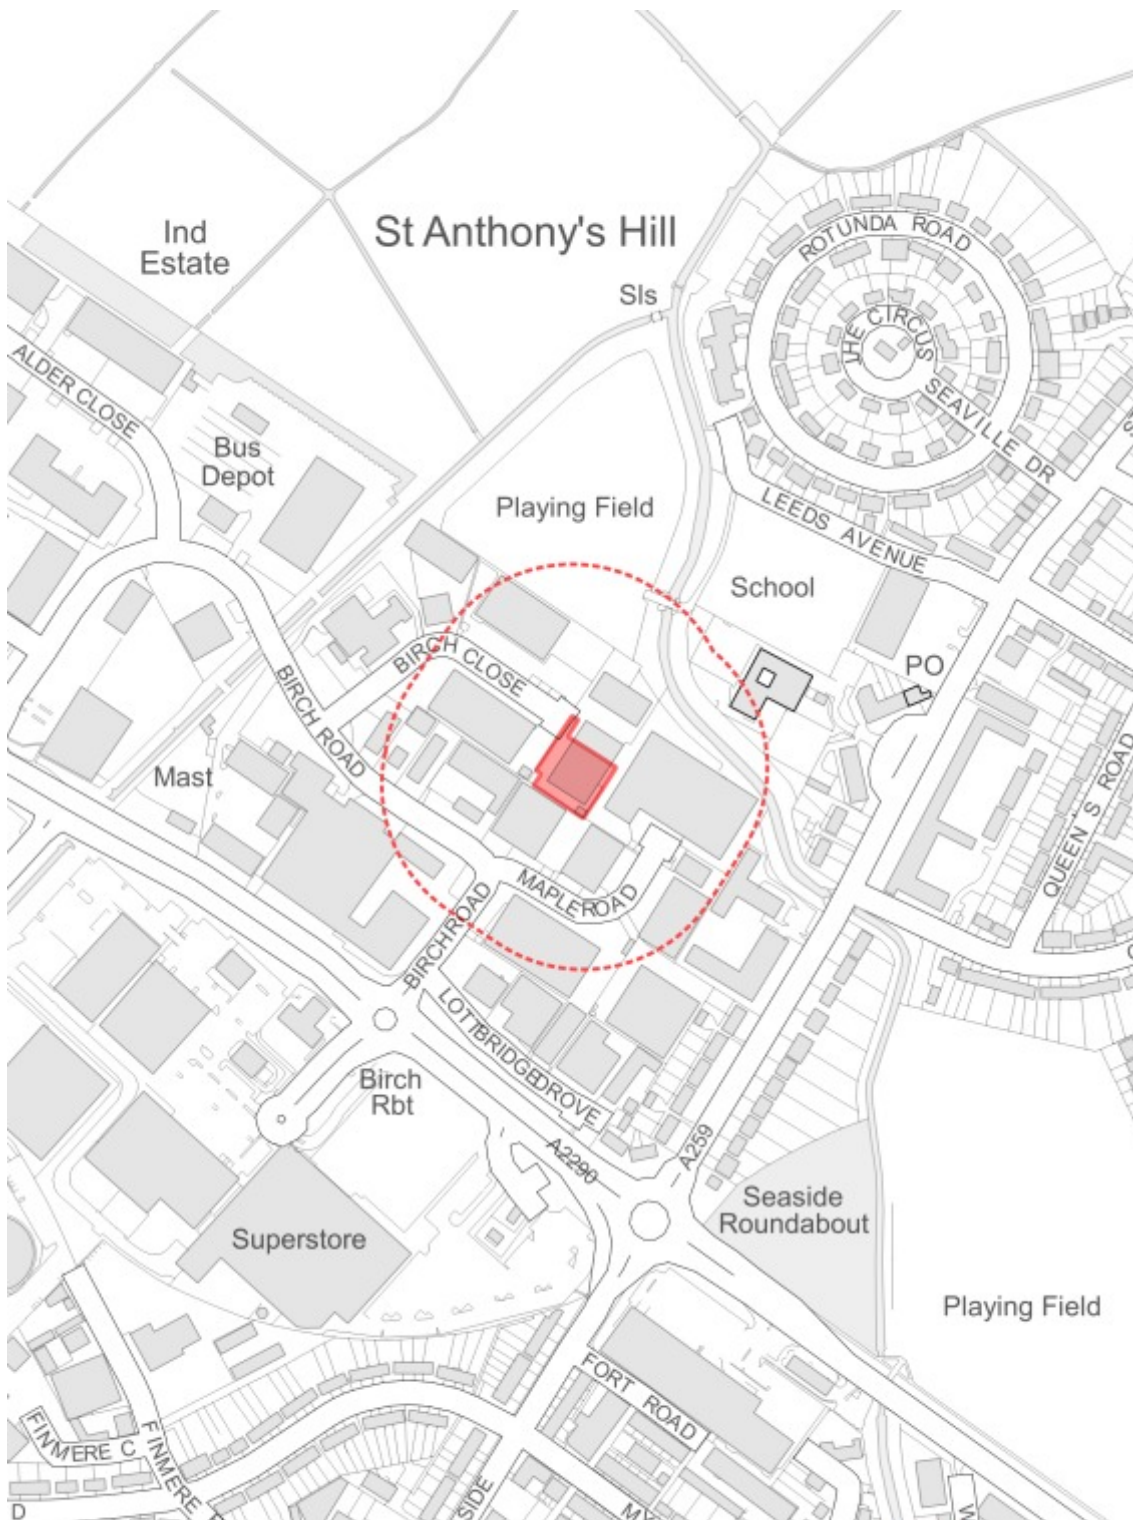 Ind
Estate
St Anthony's Hill
ROTUNDA ROAD
Sls
THE CIRCUS
SEAVILLE DR
ALDER CLOSE
Bus
Depot
Playing Field
LEEDS AVENUE
School
BIRCH CLOSE
PO
BIRCH ROAD
Mast
QUEEN'S ROAD
MAPLE ROAD
BIRCH ROAD
LOTTBRIDGE DROVE
Birch
Rbt
A2290
A259
Seaside
Roundabout
Superstore
Playing Field
FORT ROAD
FINMERE C
FINMERE
SIDE
D